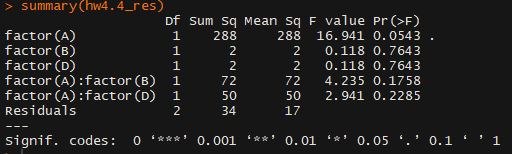 > summary(hw4.4_res)
Df Sum Sq Mean Sq F value Pr(>F)
factor(A) 1 288 288 16.941 0.0543 .
factor(B) 1 2 2 0.118 0.7643
factor(D) 1 2 2 0.118 0.7643
factor(A):factor(B) 1 72 72 4.235 0.1758
factor(A):factor(D) 1 50 50 2.941 0.2285
Residuals 2 34 17
---
Signif. codes: 0 ‘***’ 0.001 ‘**’ 0.01 ‘*’ 0.05 ‘.’ 0.1 ‘ ’ 1